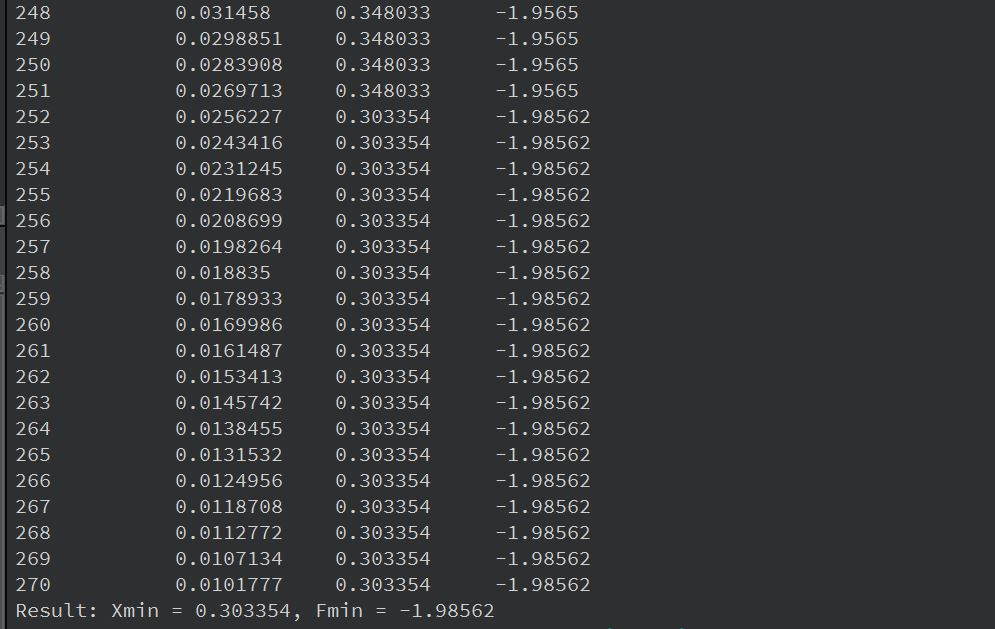 248 0.031458 0.348033 -1.9565
249 0.0298851 0.348033 -1.9565
250 0.0283908 0.348033 -1.9565
251 0.0269713 0.348033 -1.9565
252 0.0256227 0.303354 -1.98562
253 0.0243416 0.303354 -1.98562
254 0.0231245 0.303354 -1.98562
255 0.0219683 0.303354 -1.98562
256 0.0208699 0.303354 -1.98562
257 0.0198264 0.303354 -1.98562
258 0.018835 0.303354 -1.98562
259 0.0178933 0.303354 -1.98562
260 0.0169986 0.303354 -1.98562
261 0.0161487 0.303354 -1.98562
262 0.0153413 0.303354 -1.98562
263 0.0145742 0.303354 -1.98562
264 0.0138455 0.303354 -1.98562
265 0.0131532 0.303354 -1.98562
266 0.0124956 0.303354 -1.98562
267 0.0118708 0.303354 -1.98562
268 0.0112772 0.303354 -1.98562
269 0.0107134 0.303354 -1.98562
270 0.0101777 0.303354 -1.98562
Result: Xmin = 0.303354, Fmin = -1.98562